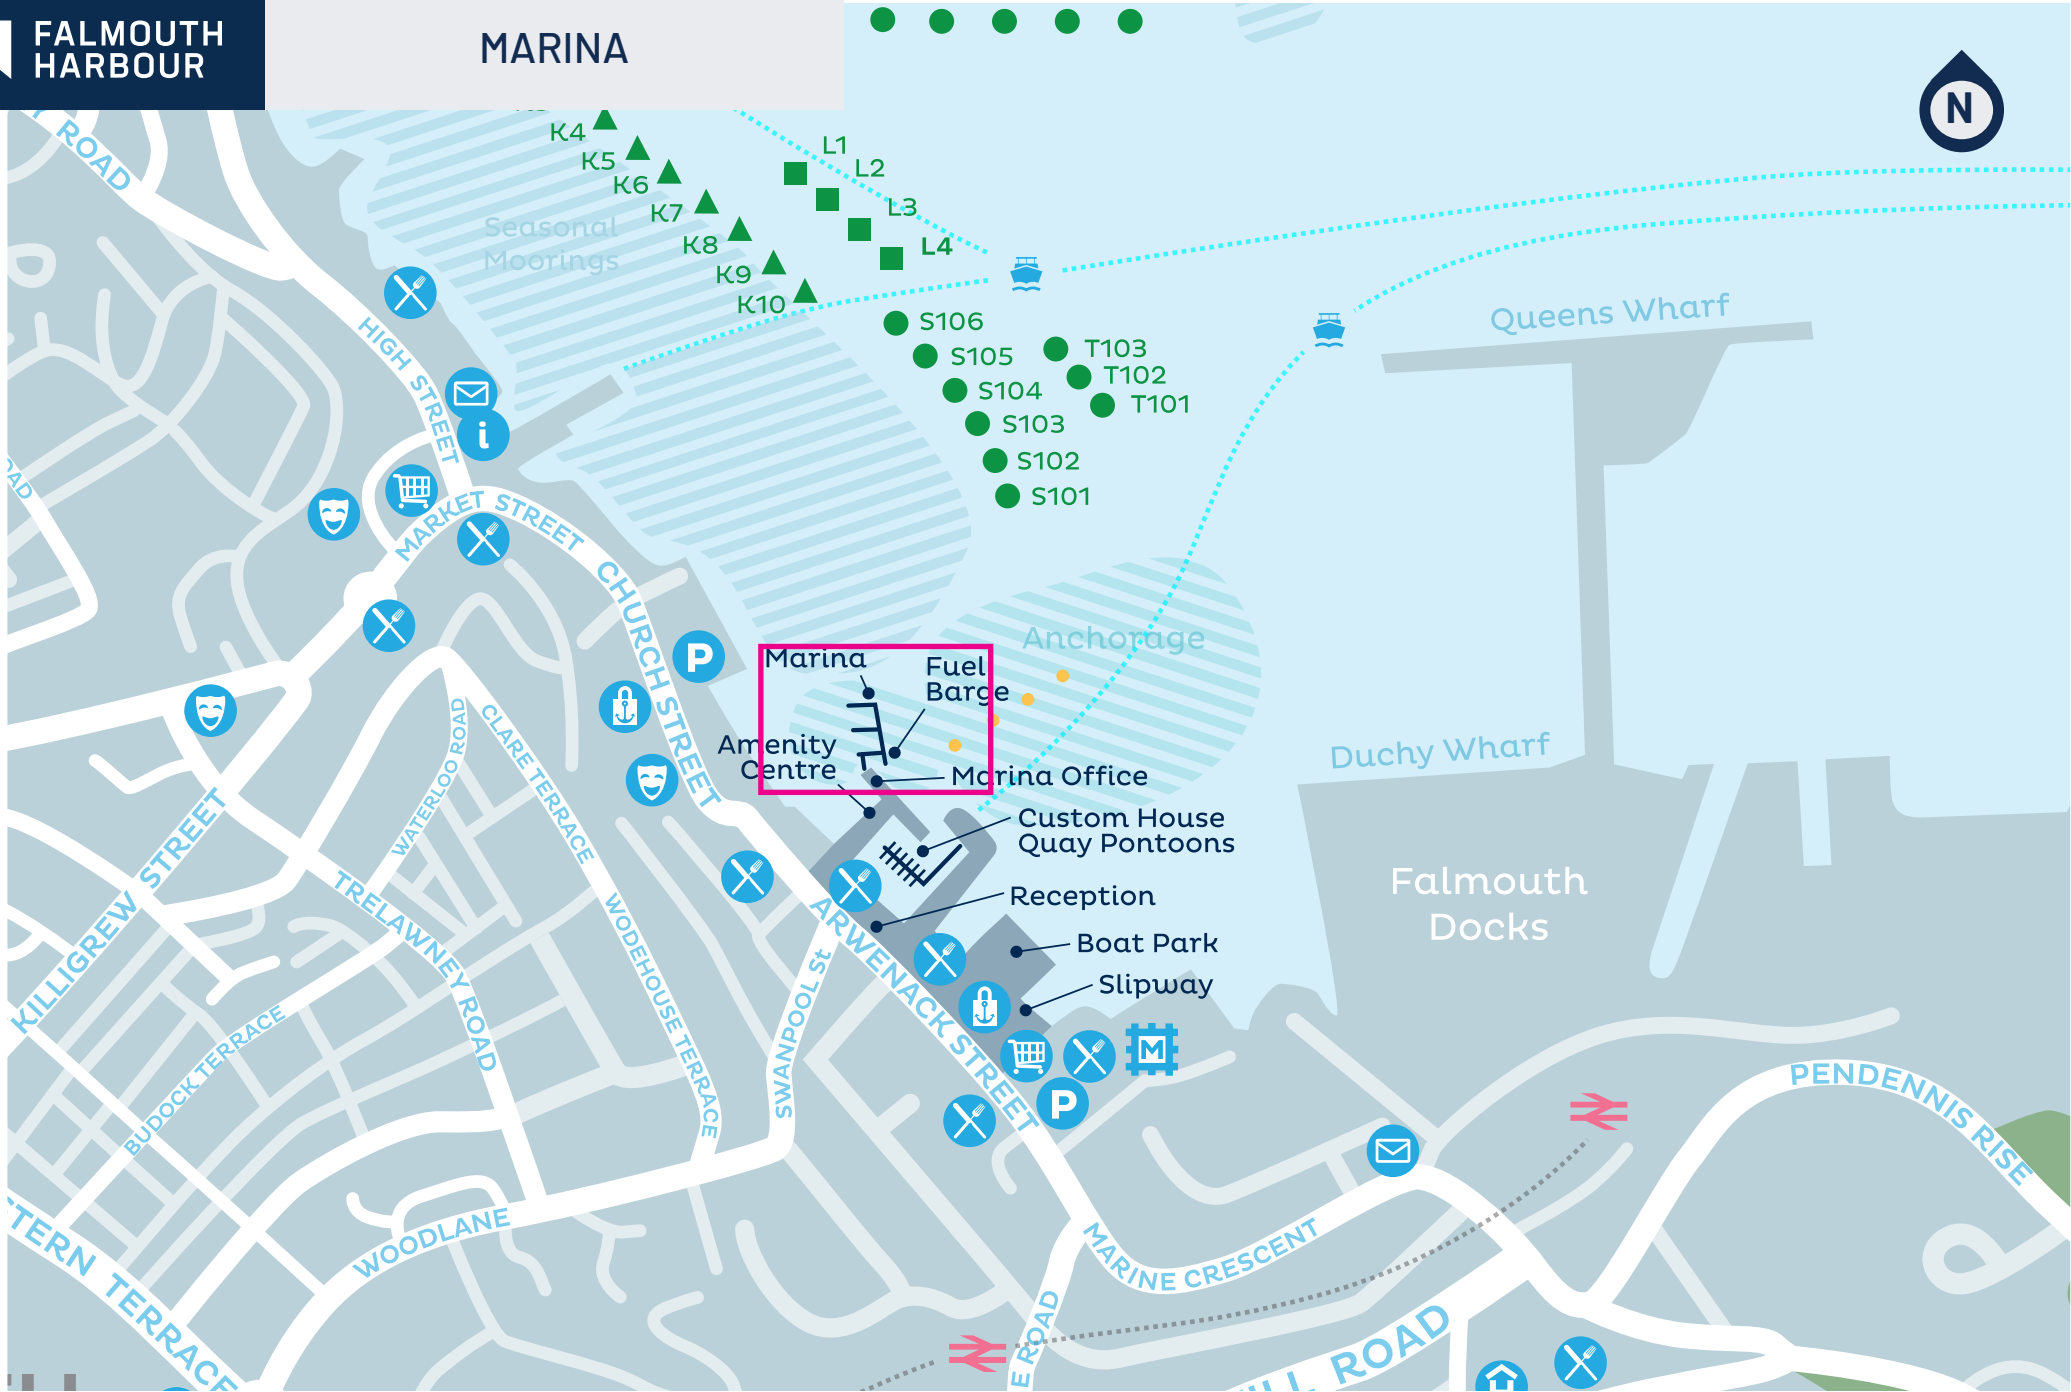 FALMOUTH
HARBOUR
MARINA
N
K4
K5
K6
K7
K8
K9
K10
L1
L2
L3
L4
Seasonal
Moorings
S106
S105
S104
S103
S102
S101
T103
T102
T101
Queens Wharf
ROAD
HIGH STREET
i
MARKET STREET
CHURCH STREET
P
Anchorage
Marina
Fuel
Barge
Amenity
Centre
Marina Office
Custom House
Quay Pontoons
Reception
Boat Park
Slipway
Duchy Wharf
Falmouth
Docks
WATERLOO ROAD
CLARE TERRACE
KILLIGREW STREET
TRELAWNEY ROAD
WODEHOUSE TERRACE
ARWENACK STREET
SWANPOOL St
BUDOCK TERRACE
M
P
PENDENNIS RISE
WOODLANE
MARINE CRESCENT
TERN TERRACE
E ROAD
ILL ROAD
H